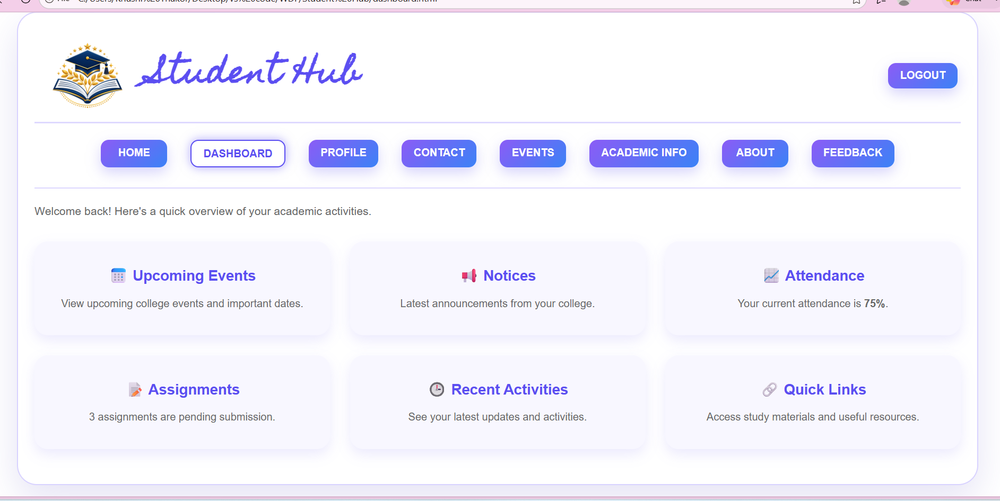 Student Hub
LOGOUT
HOME DASHBOARD PROFILE CONTACT EVENTS ACADEMIC INFO ABOUT FEEDBACK
Welcome back! Here's a quick overview of your academic activities.
Upcoming Events
View upcoming college events and important dates.
Notices
Latest announcements from your college.
Attendance
Your current attendance is 75%.
Assignments
3 assignments are pending submission.
Recent Activities
See your latest updates and activities.
Quick Links
Access study materials and useful resources.